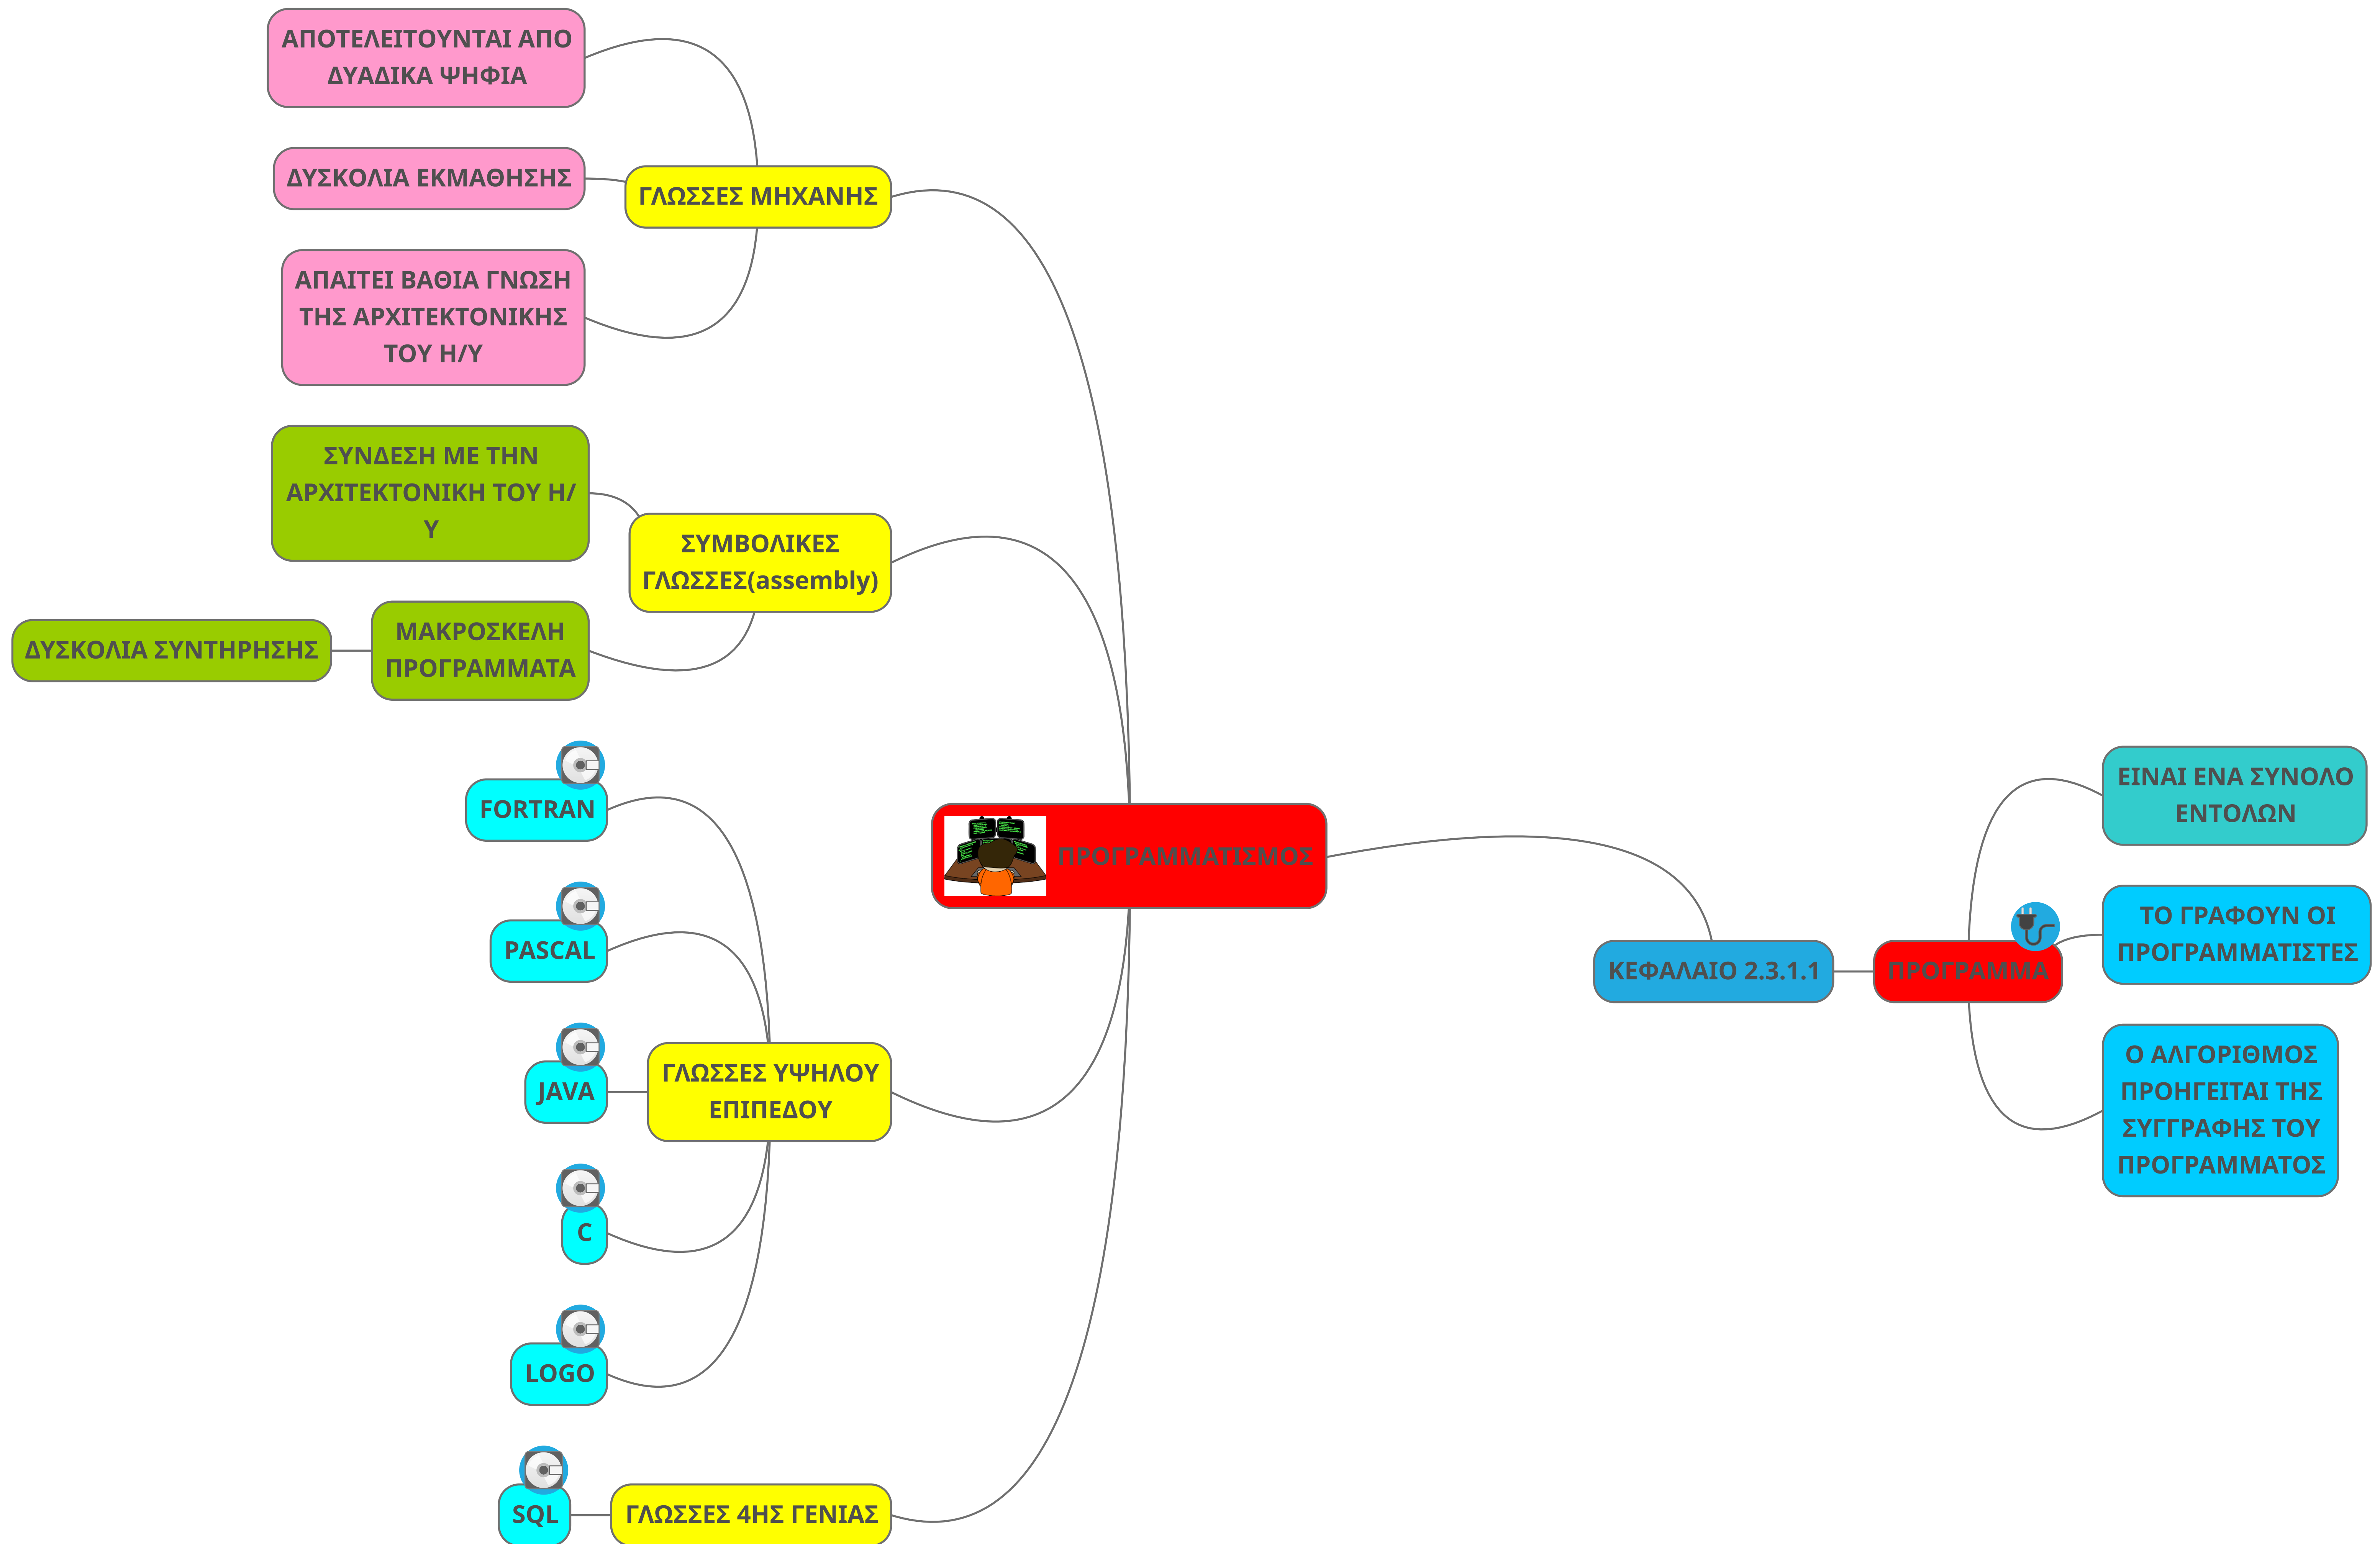 ΑΠΟΤΕΛΕΙΤΟΥΝΤΑΙ ΑΠΟ
ΔΥΑΔΙΚΑ ΨΗΦΙΑ
ΔΥΣΚΟΛΙΑ ΕΚΜΑΘΗΣΗΣ
ΑΠΑΙΤΕΙ ΒΑΘΙΑ ΓΝΩΣΗ
ΤΗΣ ΑΡΧΙΤΕΚΤΟΝΙΚΗΣ
ΤΟΥ Η/Υ
ΓΛΩΣΣΕΣ ΜΗΧΑΝΗΣ
ΣΥΝΔΕΣΗ ΜΕ ΤΗΝ
ΑΡΧΙΤΕΚΤΟΝΙΚΗ ΤΟΥ Η/
Υ
ΔΥΣΚΟΛΙΑ ΣΥΝΤΗΡΗΣΗΣ
ΜΑΚΡΟΣΚΕΛΗ
ΠΡΟΓΡΑΜΜΑΤΑ
ΣΥΜΒΟΛΙΚΕΣ
ΓΛΩΣΣΕΣ(assembly)
FORTRAN
PASCAL
JAVA
C
LOGO
ΓΛΩΣΣΕΣ ΥΨΗΛΟΥ
ΕΠΙΠΕΔΟΥ
SQL
ΓΛΩΣΣΕΣ 4ΗΣ ΓΕΝΙΑΣ
ΠΡΟΓΡΑΜΜΑΤΙΣΜΟΣ
ΚΕΦΑΛΑΙΟ 2.3.1.1
ΠΡΟΓΡΑΜΜΑ
ΕΙΝΑΙ ΕΝΑ ΣΥΝΟΛΟ
ΕΝΤΟΛΩΝ
ΤΟ ΓΡΑΦΟΥΝ ΟΙ
ΠΡΟΓΡΑΜΜΑΤΙΣΤΕΣ
Ο ΑΛΓΟΡΙΘΜΟΣ
ΠΡΟΗΓΕΙΤΑΙ ΤΗΣ
ΣΥΓΓΡΑΦΗΣ ΤΟΥ
ΠΡΟΓΡΑΜΜΑΤΟΣ